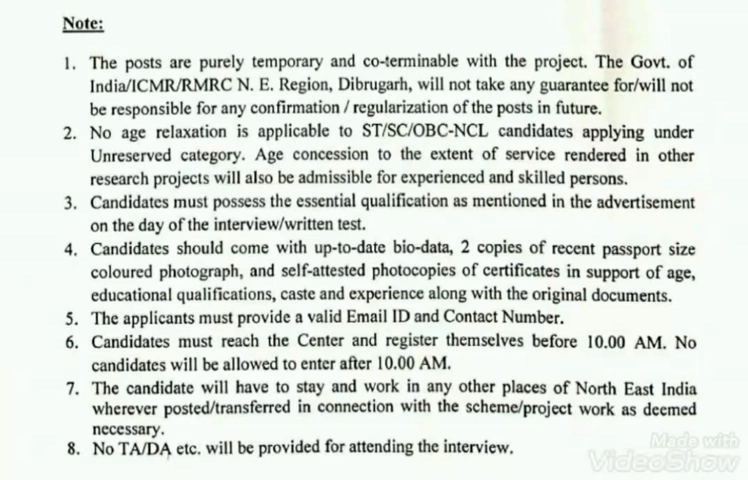 Note:
1. The posts are purely temporary and co-terminable with the project. The Govt. of
India/ICMR/RMRC N. E. Region, Dibrugarh, will not take any guarantee for/will not
be responsible for any confirmation / regularization of the posts in future.
2. No age relaxation is applicable to ST/SC/OBC-NCL candidates applying under
Unreserved category. Age concession to the extent of service rendered in other
research projects will also be admissible for experienced and skilled persons.
3. Candidates must possess the essential qualification as mentioned in the advertisement
on the day of the interview/written test.
4. Candidates should come with up-to-date bio-data, 2 copies of recent passport size
coloured photograph, and self-attested photocopies of certificates in support of age,
educational qualifications, caste and experience along with the original documents.
5. The applicants must provide a valid Email ID and Contact Number.
6. Candidates must reach the Center and register themselves before 10.00 AM. No
candidates will be allowed to enter after 10.00 AM.
7. The candidate will have to stay and work in any other places of North East India
wherever posted/transferred in connection with the scheme/project work as deemed
necessary.
8. No TA/DA etc. will be provided for attending the interview.
Made with
VideoShow